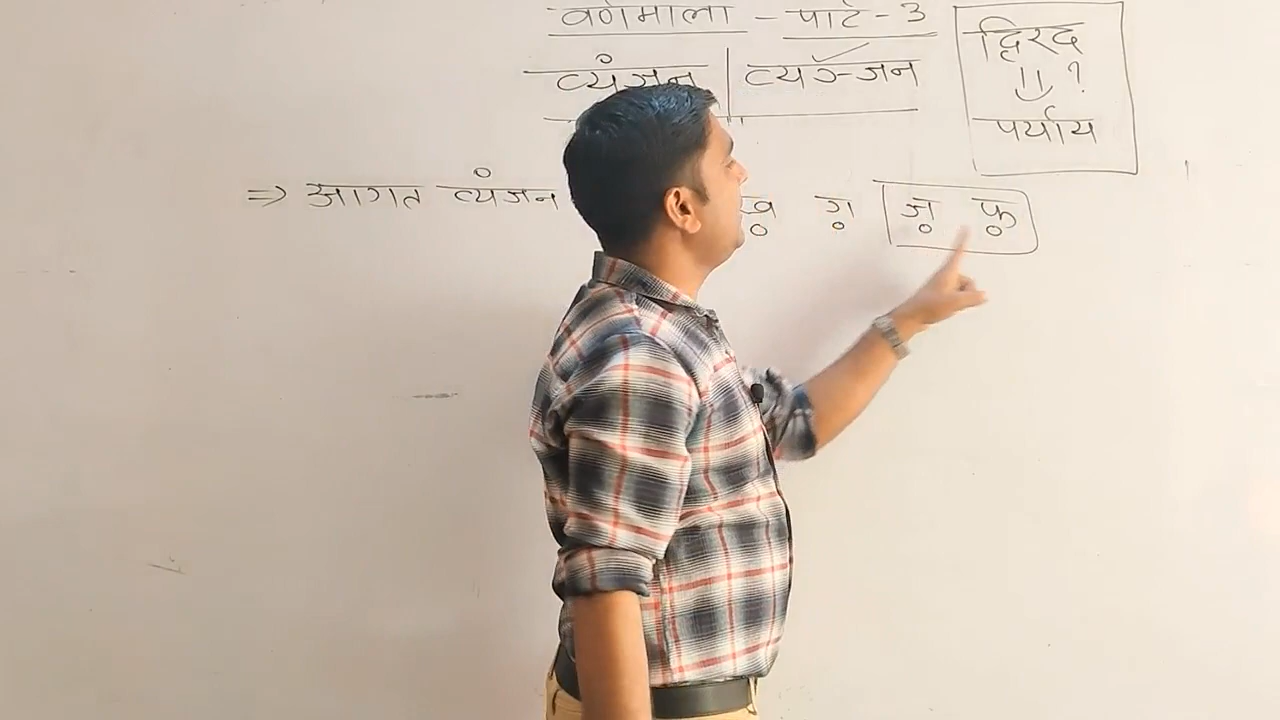 वर्णमाला - पार्ट - 3
व्यंजन | व्यञ्जन
द्विरद
= ?
पर्याय
⇒ आगत व्यंजन ख़ ग़ ज़ फ़